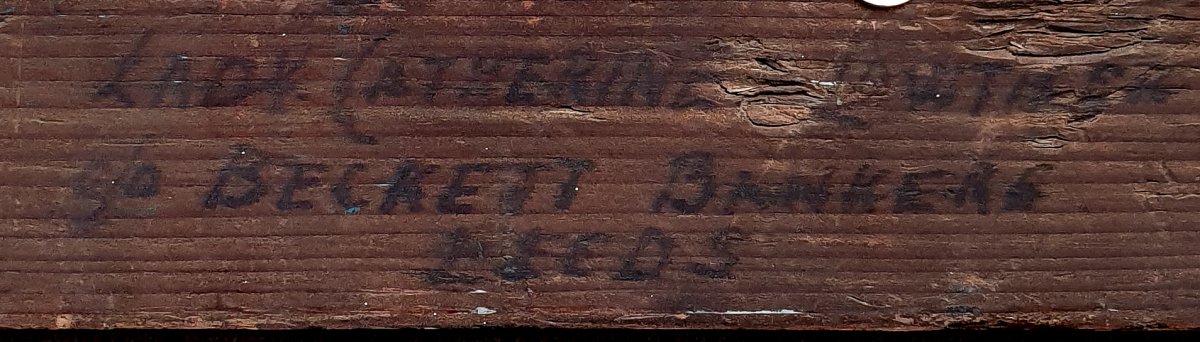 LADY CATHERINE
C/O BECKETT BANKERS
LEEDS